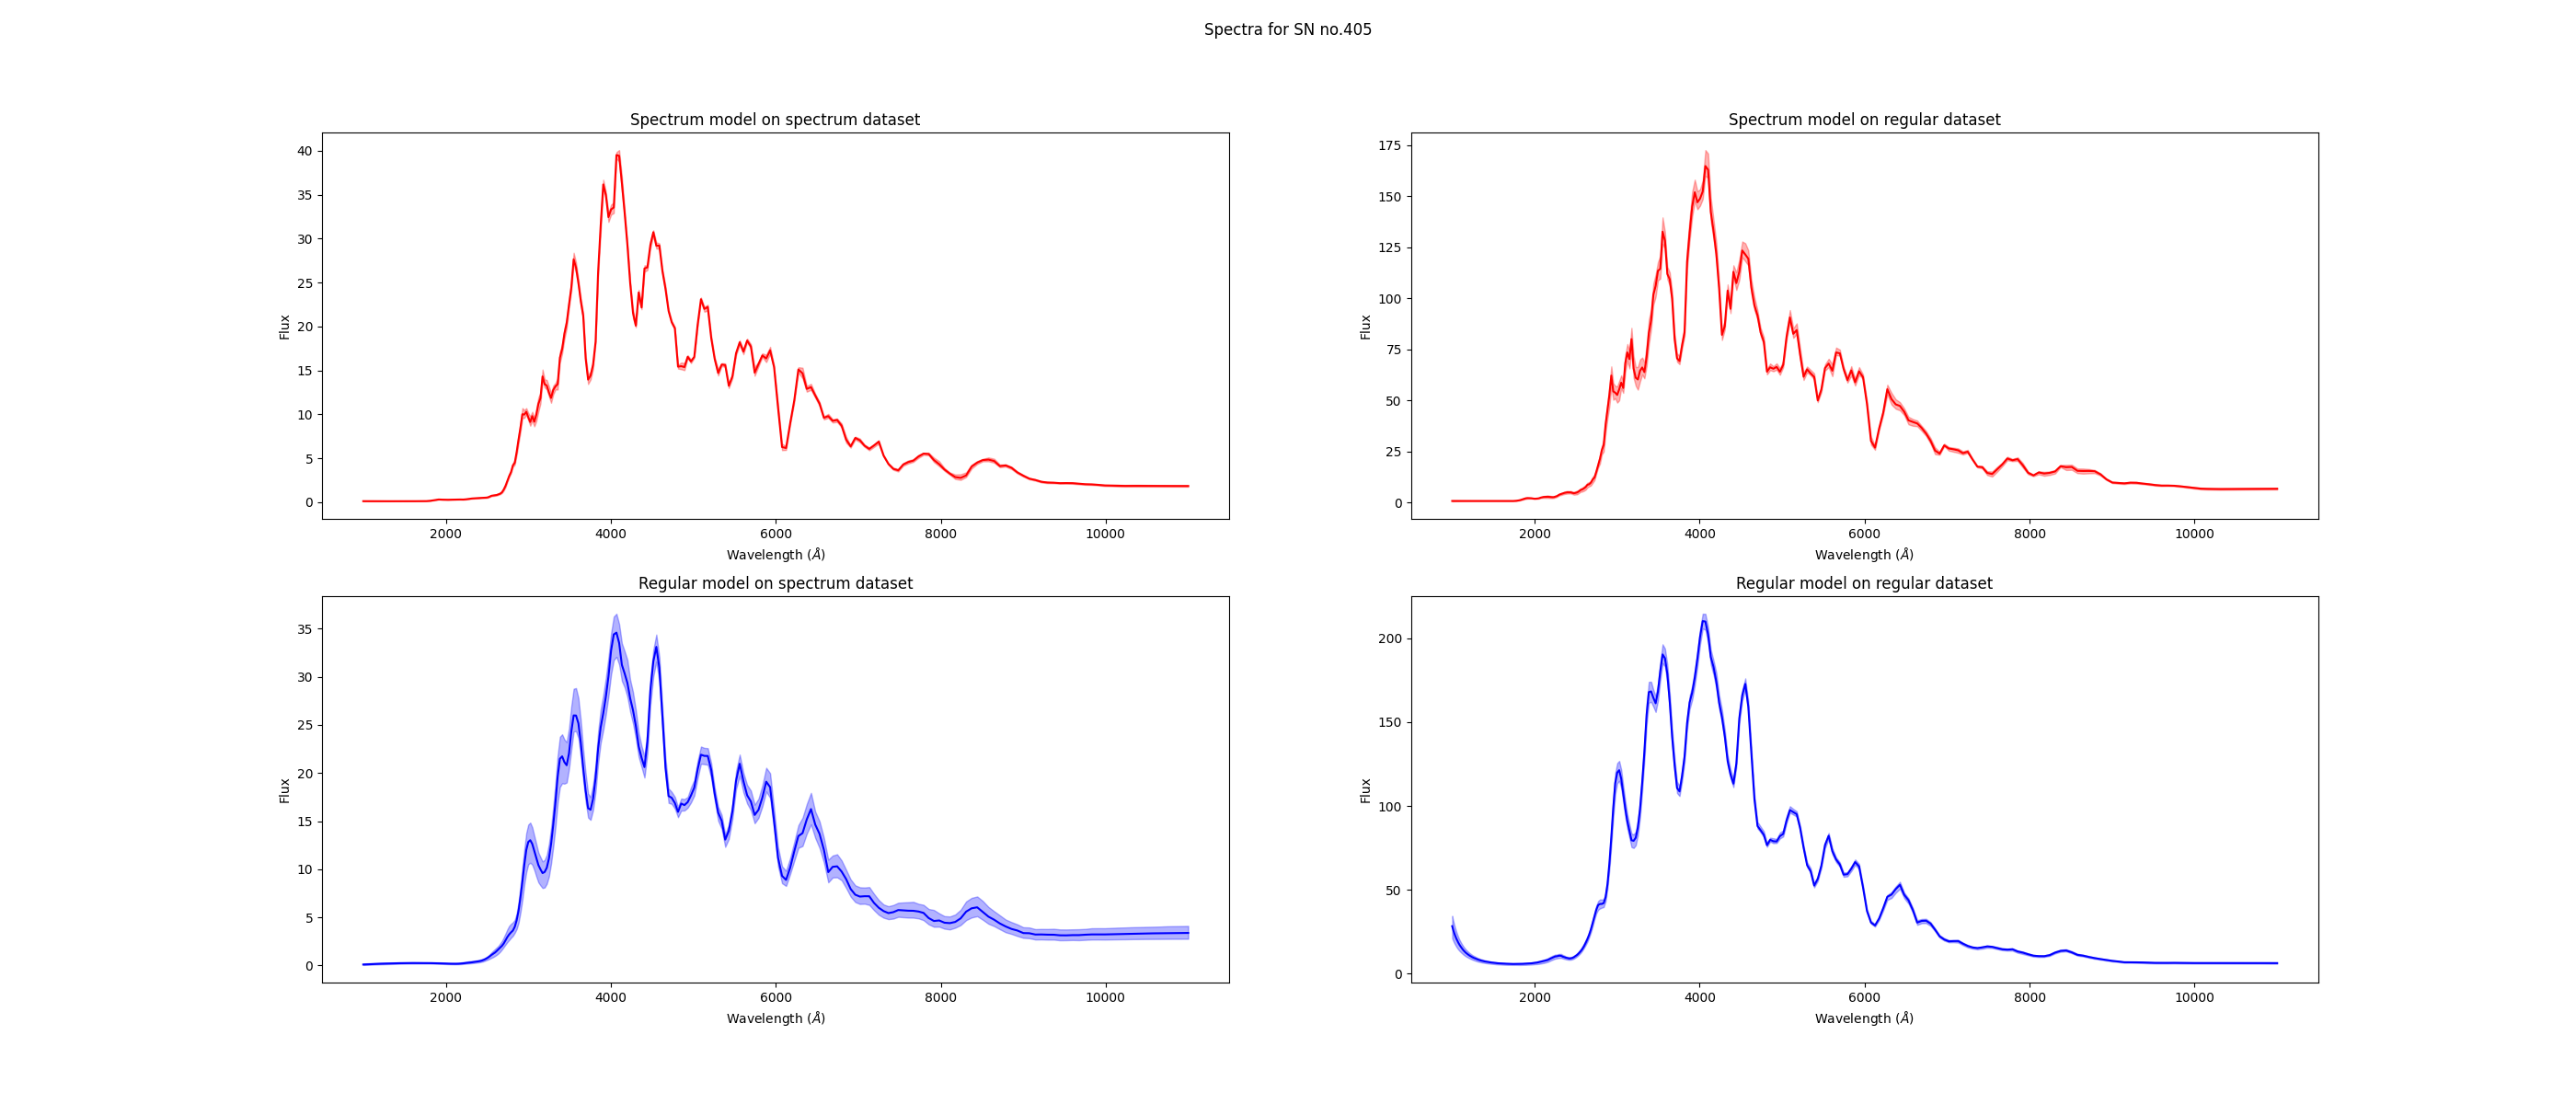 Spectra for SN no.405
Spectrum model on spectrum dataset
40
35
30
25
20
15
10
5
0
Flux
2000 4000 6000 8000 10000
Wavelength (Å)
Spectrum model on regular dataset
175
150
125
100
75
50
25
0
Flux
2000 4000 6000 8000 10000
Wavelength (Å)
Regular model on spectrum dataset
35
30
25
20
15
10
5
0
Flux
2000 4000 6000 8000 10000
Wavelength (Å)
Regular model on regular dataset
200
150
100
50
0
Flux
2000 4000 6000 8000 10000
Wavelength (Å)